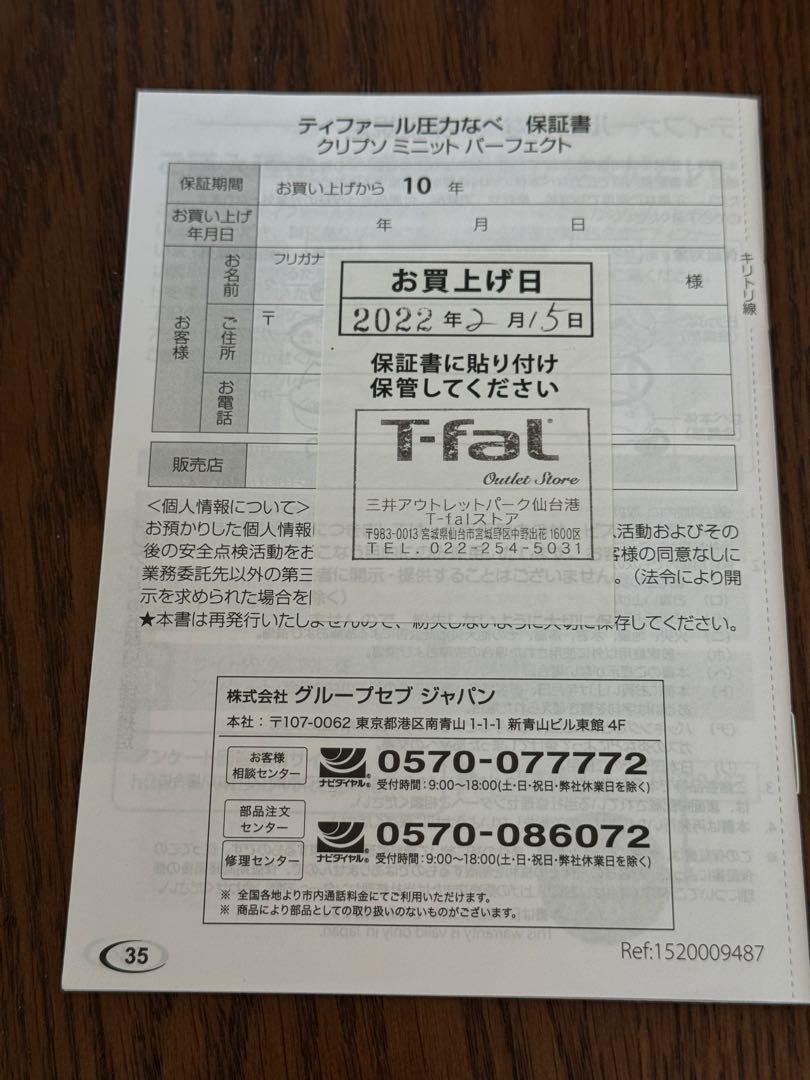 ティファール圧力なべ 保証書
クリプソ ミニット パーフェクト
保証期間 お買い上げから 10 年
お買い上げ年月日 年 月 日
お客様
お名前 フリガナ 様
ご住所 〒
お電話
販売店
キリトリ線
お買上げ日
2022年2月15日
保証書に貼り付け
保管してください
T-fal
Outlet Store
三井アウトレットパーク仙台港
T-falストア
〒983-0013 宮城県仙台市宮城野区中野出花1600区
TEL.022-254-5031
<個人情報について>
お預かりした個人情報 活動およびその
後の安全点検活動をお 客様の同意なしに
業務委託先以外の第三者に開示・提供することはございません。(法令により開
示を求められた場合を除く)
★本書は再発行いたしませんので、紛失しないように大切に保存してください。
株式会社 グループセブ ジャパン
本社:〒107-0062 東京都港区南青山 1-1-1 新青山ビル東館 4F
お客様相談センター ナビダイヤル® 0570-077772
受付時間:9:00~18:00(土・日・祝日・弊社休業日を除く)
部品注文センター
修理センター ナビダイヤル® 0570-086072
受付時間:9:00~18:00(土・日・祝日・弊社休業日を除く)
※ 全国各地より市内通話料金にてご利用いただけます。
※ 商品により部品としての取り扱いのないものがございます。
35
Ref:1520009487